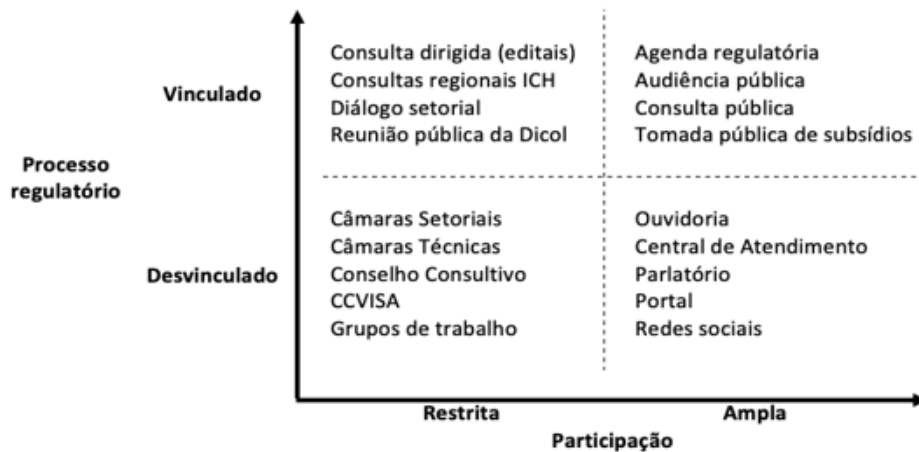 Processo
regulatório
Vinculado
Consulta dirigida (editais)
Consultas regionais ICH
Diálogo setorial
Reunião pública da Dicol
Agenda regulatória
Audiência pública
Consulta pública
Tomada pública de subsídios
Desvinculado
Câmaras Setoriais
Câmaras Técnicas
Conselho Consultivo
CCVISA
Grupos de trabalho
Ouvidoria
Central de Atendimento
Parlatório
Portal
Redes sociais
Restrita
Ampla
Participação